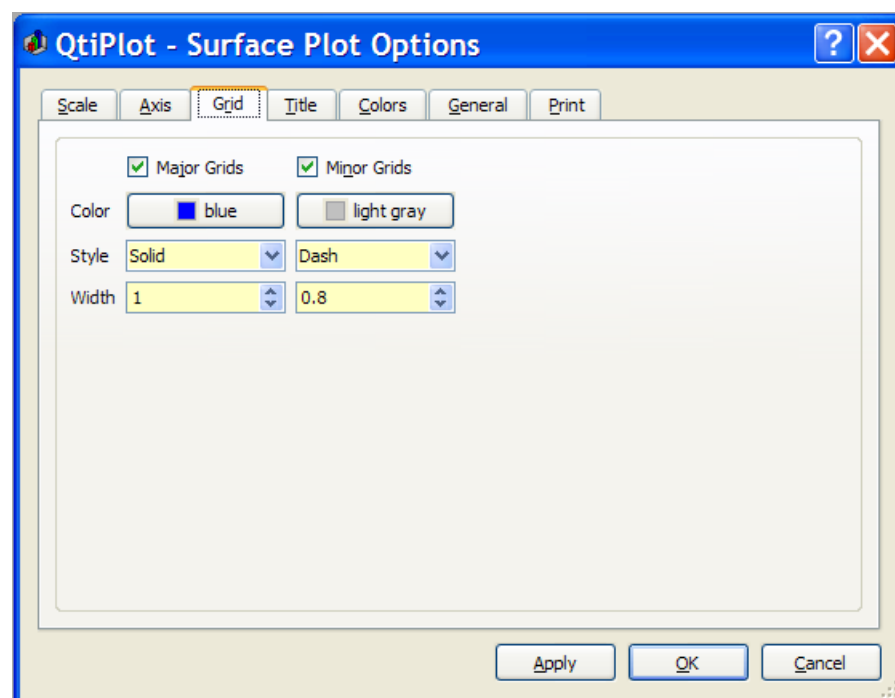 QtiPlot - Surface Plot Options ?
Scale Axis Grid Title Colors General Print
Major Grids Minor Grids
Color blue light gray
Style Solid Dash
Width 1 0.8
Apply OK Cancel